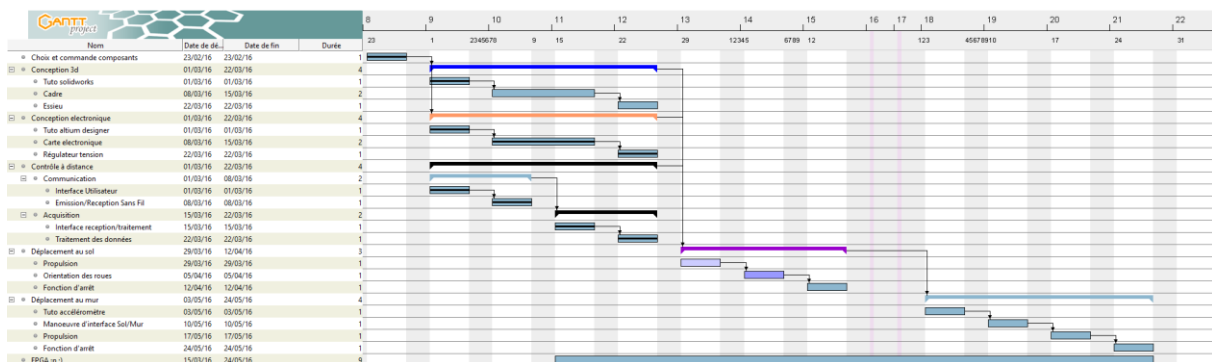 GANTT project
8 9 10 11 12 13 14 15 16 17 18 19 20 21 22
Nom Date de dé... Date de fin Durée 23 1 2345678 9 15 22 29 12345 6789 12 123 45678910 17 24 31
Choix et commande composants 23/02/16 23/02/16 1
Conception 3d 01/03/16 22/03/16 4
Tuto solidworks 01/03/16 01/03/16 1
Cadre 08/03/16 15/03/16 2
Essieu 22/03/16 22/03/16 1
Conception electronique 01/03/16 22/03/16 4
Tuto altium designer 01/03/16 01/03/16 1
Carte electronique 08/03/16 15/03/16 2
Régulateur tension 22/03/16 22/03/16 1
Contrôle à distance 01/03/16 22/03/16 4
Communication 01/03/16 08/03/16 2
Interface Utilisateur 01/03/16 01/03/16 1
Emission/Reception Sans Fil 08/03/16 08/03/16 1
Acquisition 15/03/16 22/03/16 2
Interface reception/traitement 15/03/16 15/03/16 1
Traitement des données 22/03/16 22/03/16 1
Déplacement au sol 29/03/16 12/04/16 3
Propulsion 29/03/16 29/03/16 1
Orientation des roues 05/04/16 05/04/16 1
Fonction d'arrêt 12/04/16 12/04/16 1
Déplacement au mur 03/05/16 24/05/16 4
Tuto accéléromètre 03/05/16 03/05/16 1
Manoeuvre d'interface Sol/Mur 10/05/16 10/05/16 1
Propulsion 17/05/16 17/05/16 1
Fonction d'arrêt 24/05/16 24/05/16 1
FPGA :p :) 15/03/16 24/05/16 9